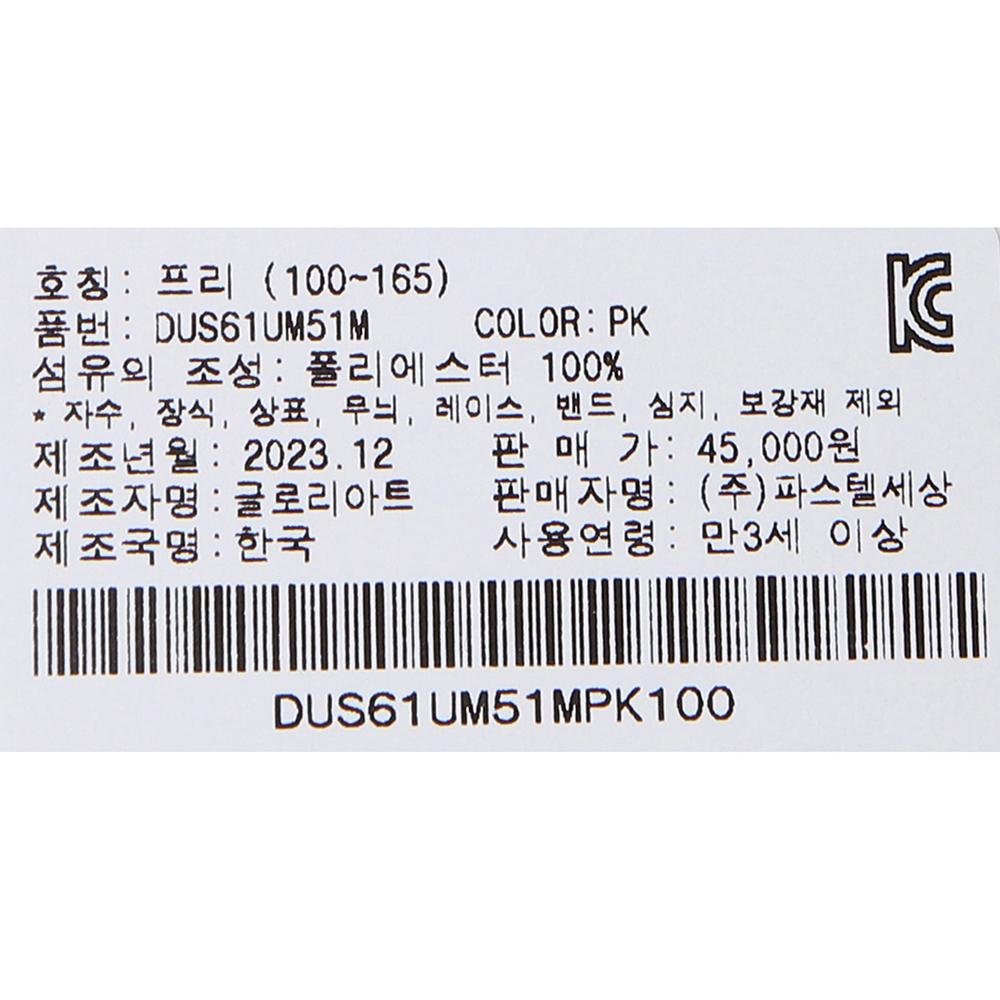 호칭: 프리 (100~165)
품번: DUS61UM51M COLOR: PK
섬유의 조성: 폴리에스터 100%
* 자수, 장식, 상표, 무늬, 레이스, 밴드, 심지, 보강재 제외
제조년월: 2023.12 판 매 가: 45,000원
제조자명: 글로리아트 판매자명: (주)파스텔세상
제조국명: 한국 사용연령: 만3세 이상
DUS61UM51MPK100
KC